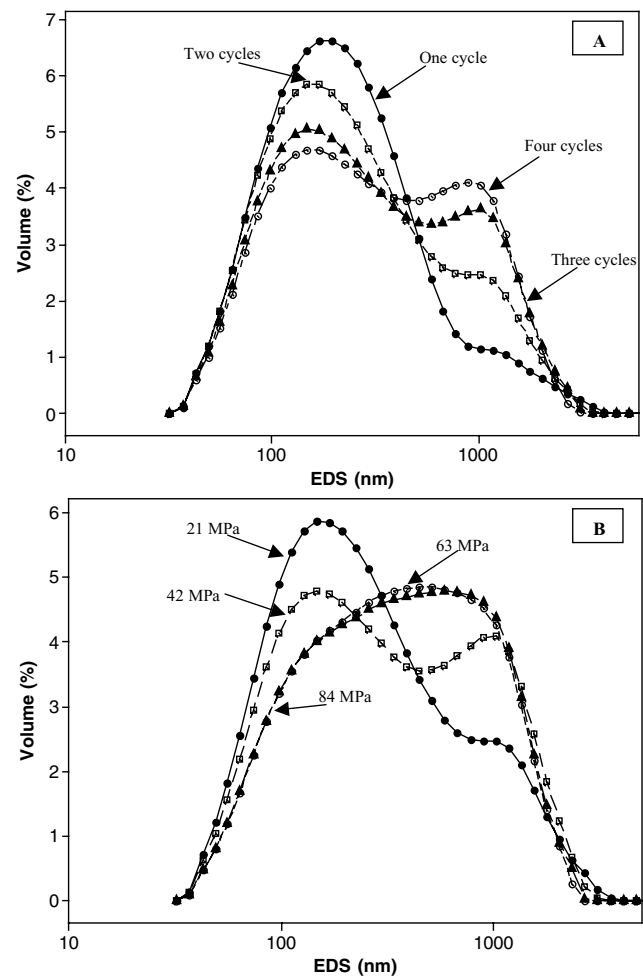 A
7
6
5
4
3
2
1
0
Volume (%)
Two cycles
One cycle
Four cycles
Three cycles
10
100
1000
EDS (nm)
B
6
5
4
3
2
1
0
Volume (%)
21 MPa
63 MPa
42 MPa
84 MPa
10
100
1000
EDS (nm)